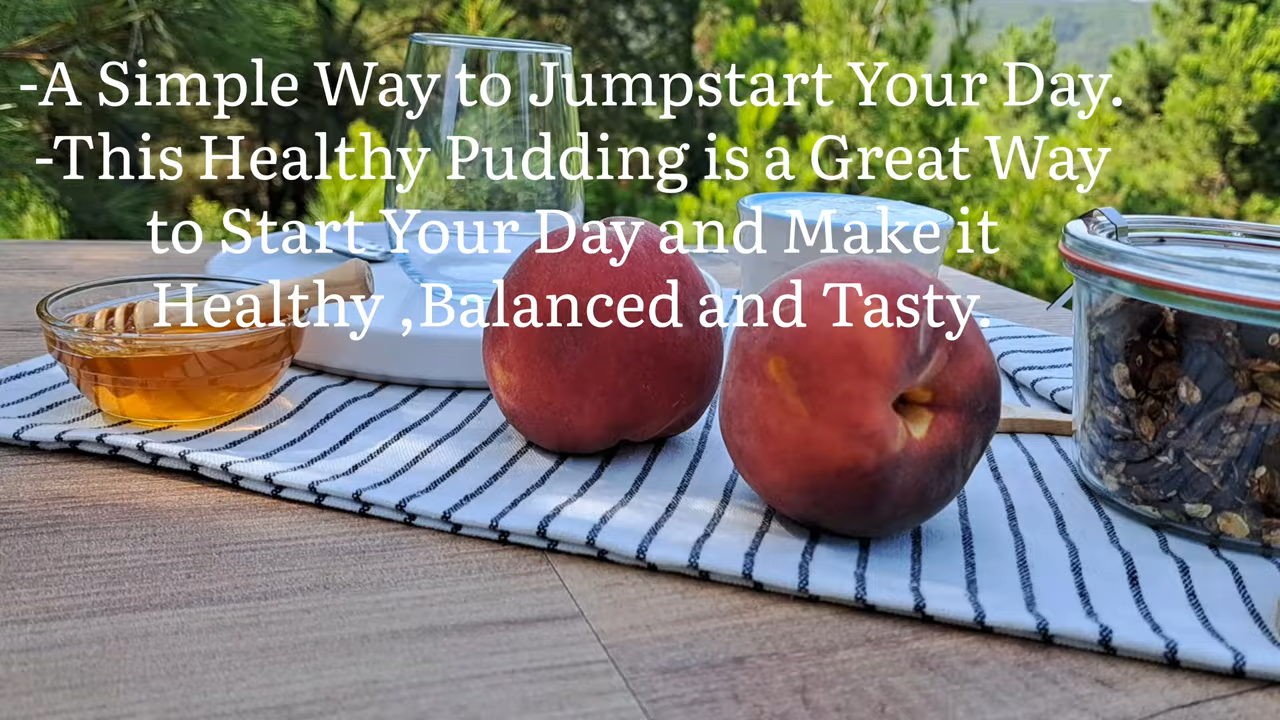 -A Simple Way to Jumpstart Your Day.
-This Healthy Pudding is a Great Way
to Start Your Day and Make it
Healthy ,Balanced and Tasty.